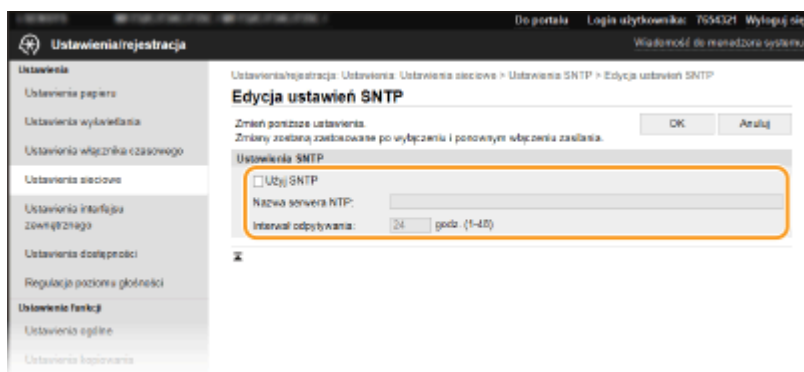 Do portalu Login użytkownika: 7654321 Wyloguj się
Ustawienia/rejestracja
Wiadomość do menedżera systemu
Ustawienia
Ustawienia papieru
Ustawienia wyświetlania
Ustawienia włącznika czasowego
Ustawienia sieciowe
Ustawienia interfejsu
zewnętrznego
Ustawienia dostępności
Regulacja poziomu głośności
Ustawienia funkcji
Ustawienia ogólne
Ustawienia kopiowania
Ustawienia/rejestracja: Ustawienia: Ustawienia sieciowe > Ustawienia SNTP > Edycja ustawień SNTP
Edycja ustawień SNTP
Zmień poniższe ustawienia.
Zmiany zostaną zastosowane po wyłączeniu i ponownym włączeniu zasilania.
OK Anuluj
Ustawienia SNTP
Użyj SNTP
Nazwa serwera NTP:
Interwał odpytywania: 24 godz. (1-48)